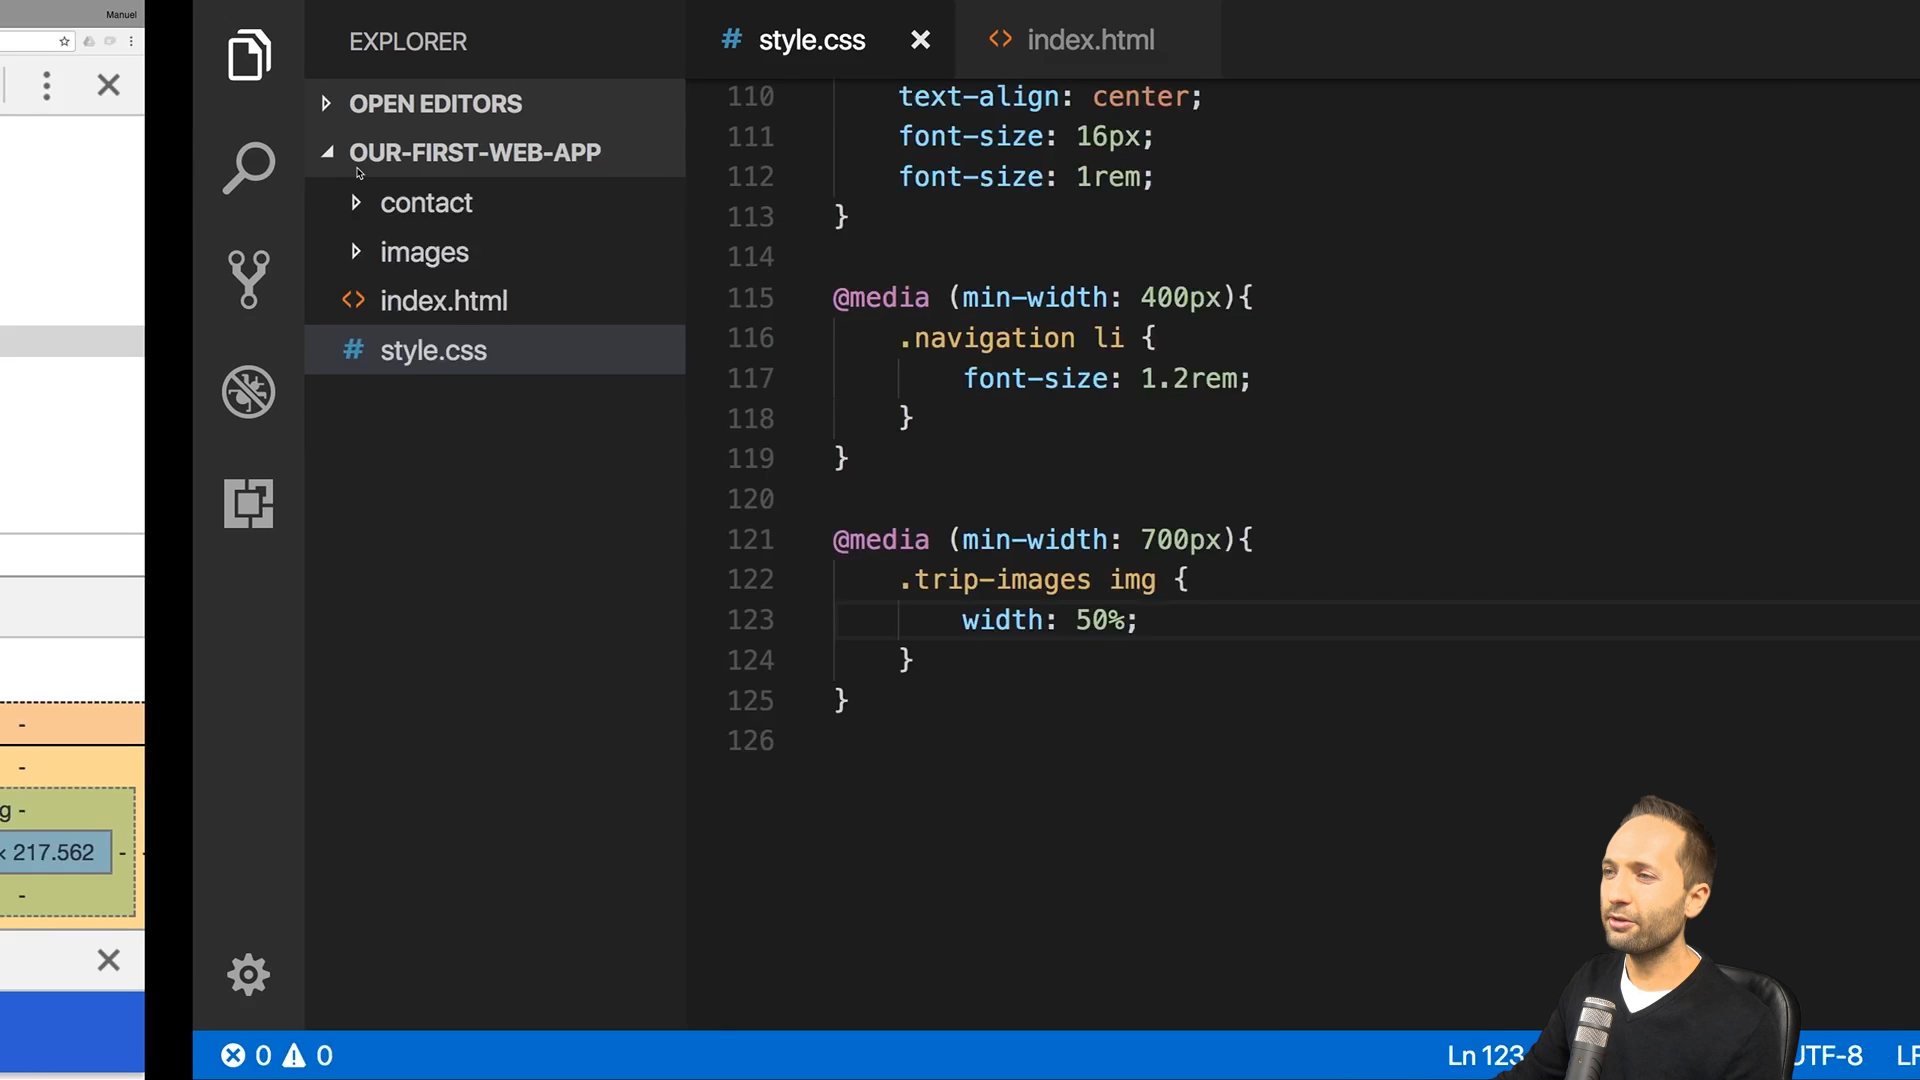 Manuel
EXPLORER
OPEN EDITORS
OUR-FIRST-WEB-APP
contact
images
<> index.html
# style.css
# style.css
<> index.html
110 text-align: center;
111 font-size: 16px;
112 font-size: 1rem;
113 }
114
115 @media (min-width: 400px){
116 .navigation li {
117 font-size: 1.2rem;
118 }
119 }
120
121 @media (min-width: 700px){
122 .trip-images img {
123 width: 50%;
124 }
125 }
126
-
-
g -
× 217.562 -
-
0 0
Ln 123
UTF-8
LF